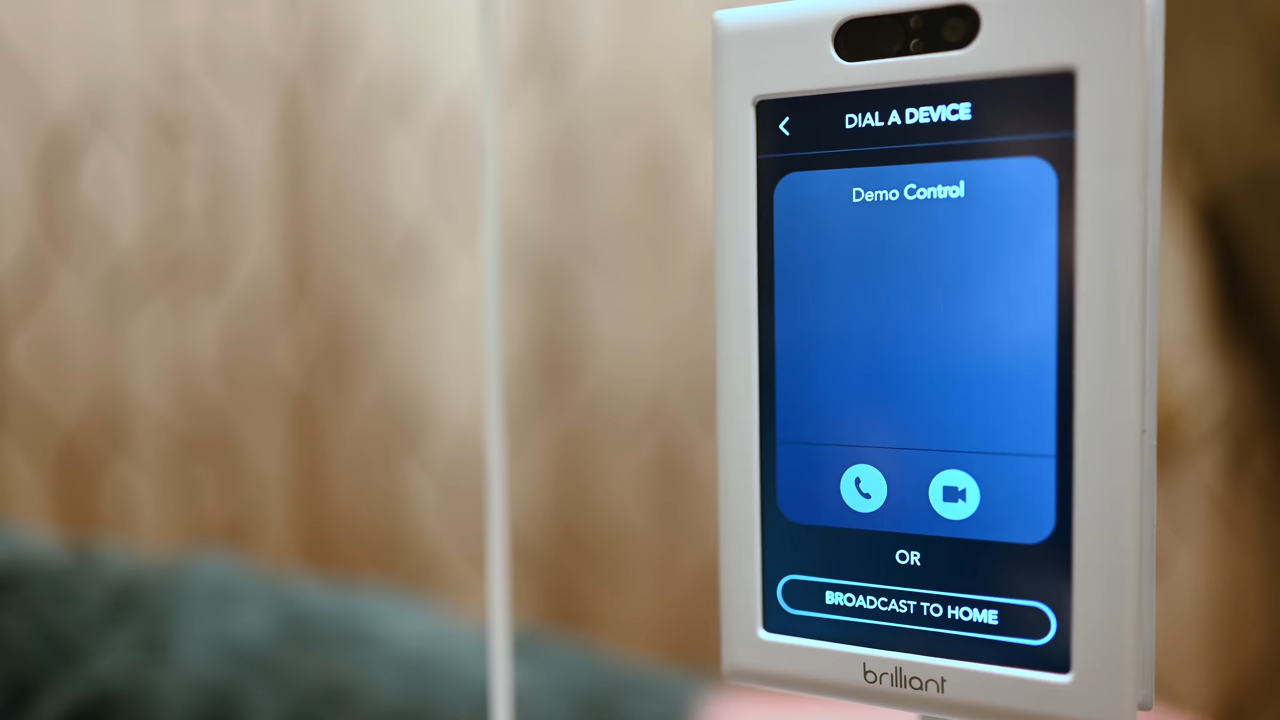 DIAL A DEVICE
Demo Control
OR
BROADCAST TO HOME
brilliant